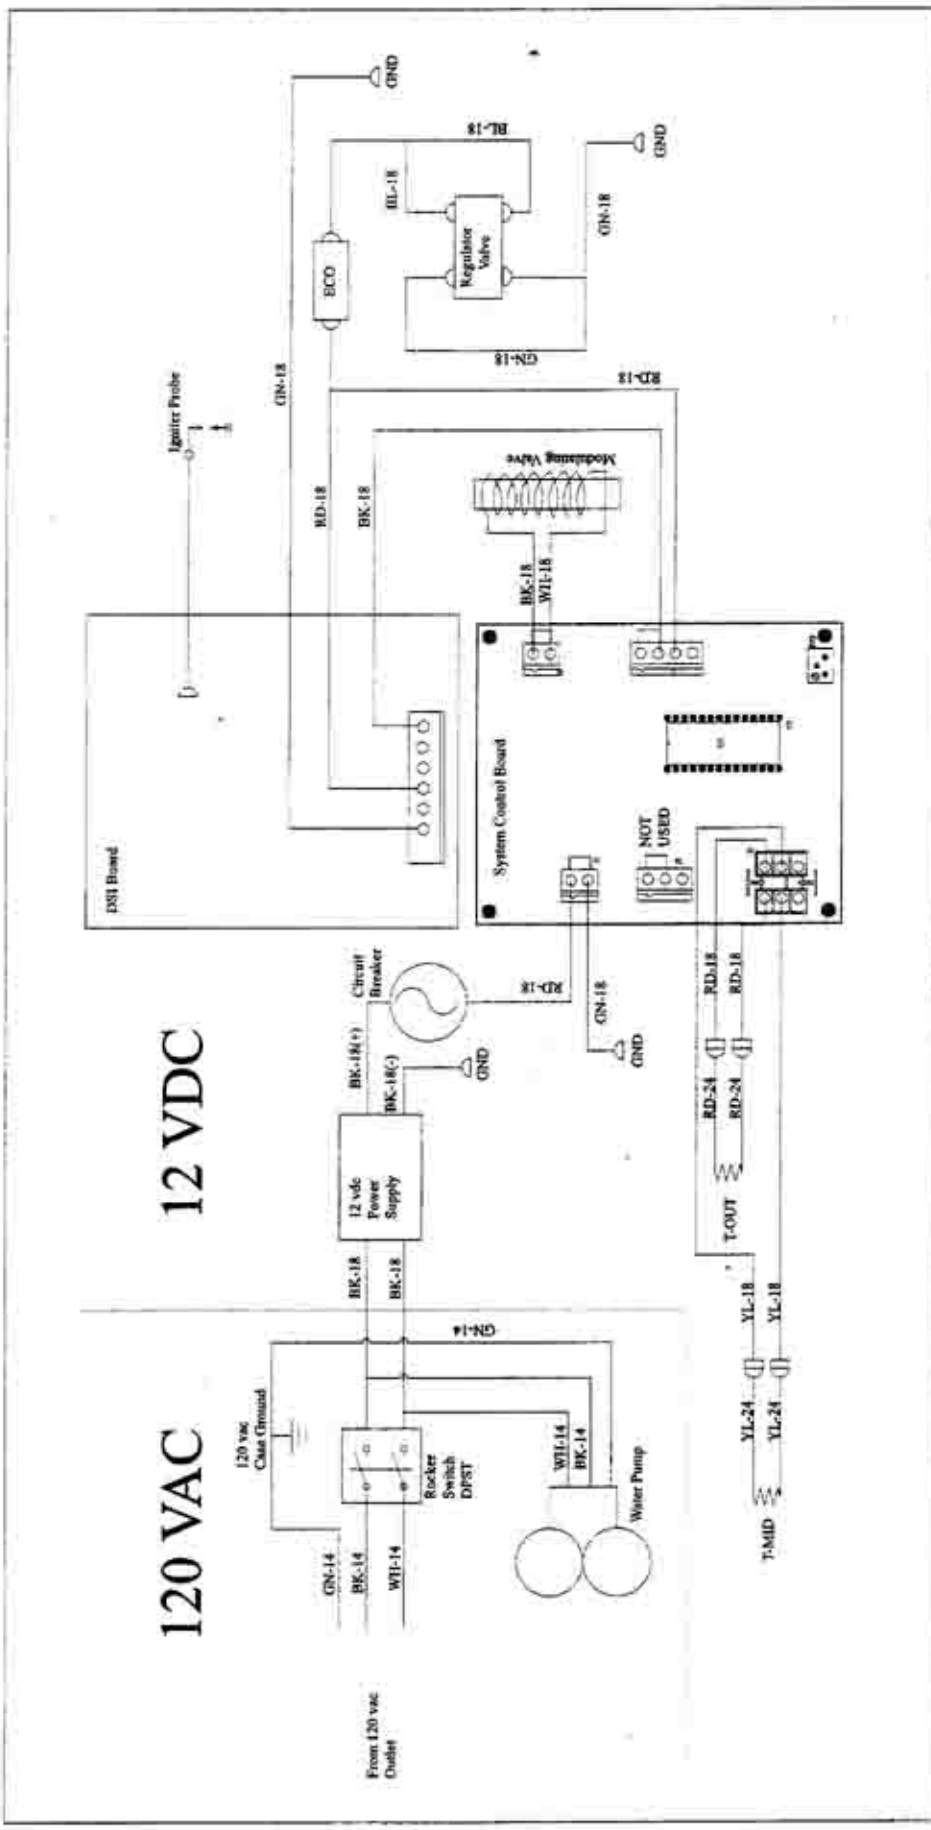 120 VAC
12 VDC
From 120 vac
Outlet
GN-14
BK-14
WH-14
120 vac
Case Ground
Rocker
Switch
DPST
GN-14
WH-14
BK-14
Water Pump
BK-18
BK-18
12 vdc
Power
Supply
BK-18(+)
BK-18(-)
GND
Circuit
Breaker
RD-18
GN-18
GND
DSI Board
Igniter Probe
GN-18
GND
RD-18
BK-18
ECO
BL-18
BL-18
Regulator
Valve
GN-18
GN-18
GND
RD-18
Modulating Valve
BK-18
WH-18
System Control Board
NOT
USED
RD-18
RD-18
RD-24
RD-24
T-OUT
YL-18
YL-18
YL-24
YL-24
T-MID